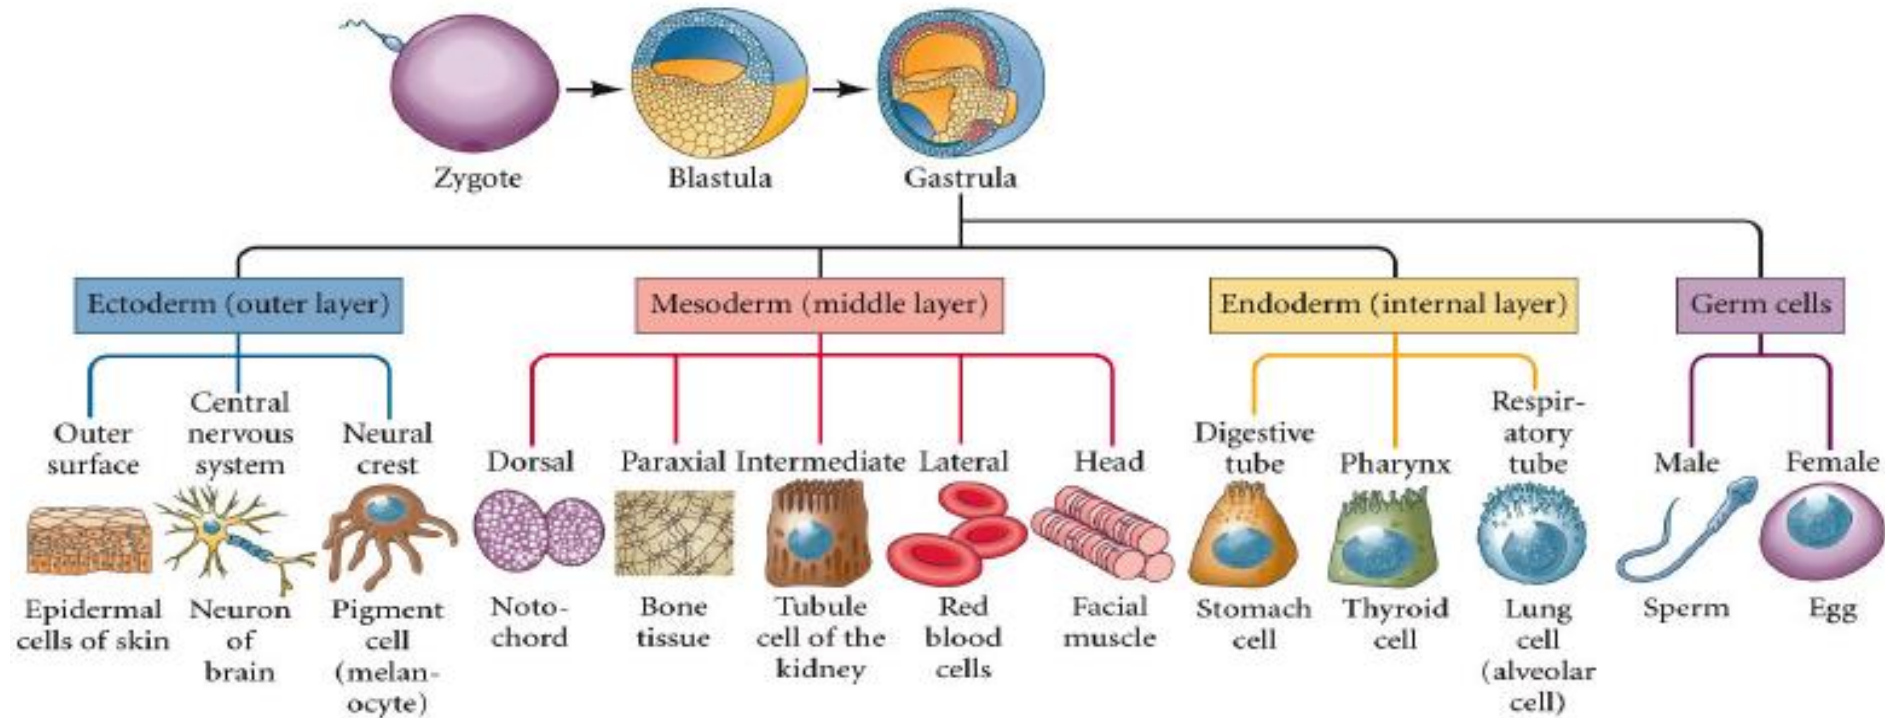 Zygote
Blastula
Gastrula
Ectoderm (outer layer)
Mesoderm (middle layer)
Endoderm (internal layer)
Germ cells
Outer
surface
Central
nervous
system
Neural
crest
Dorsal
Paraxial
Intermediate
Lateral
Head
Digestive
tube
Pharynx
Respir-
atory
tube
Male
Female
Epidermal
cells of skin
Neuron
of
brain
Pigment
cell
(melan-
ocyte)
Noto-
chord
Bone
tissue
Tubule
cell of the
kidney
Red
blood
cells
Facial
muscle
Stomach
cell
Thyroid
cell
Lung
cell
(alveolar
cell)
Sperm
Egg